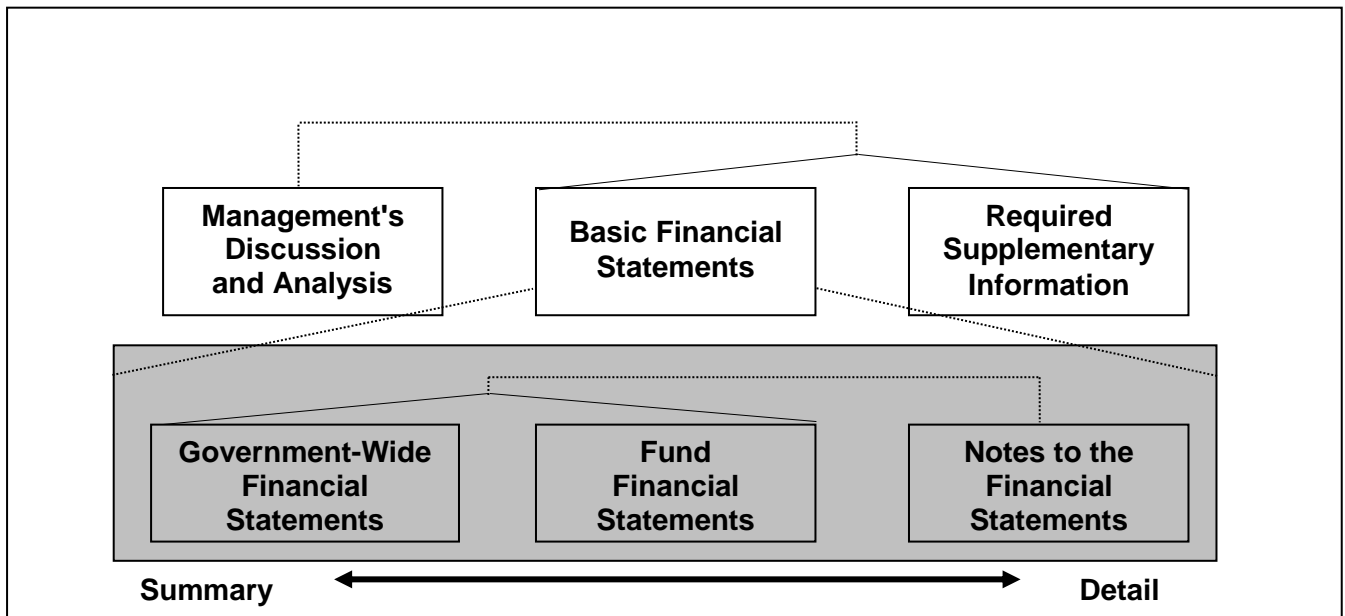 Management's
Discussion
and Analysis
Basic Financial
Statements
Required
Supplementary
Information
Government-Wide
Financial
Statements
Fund
Financial
Statements
Notes to the
Financial
Statements
Summary
Detail